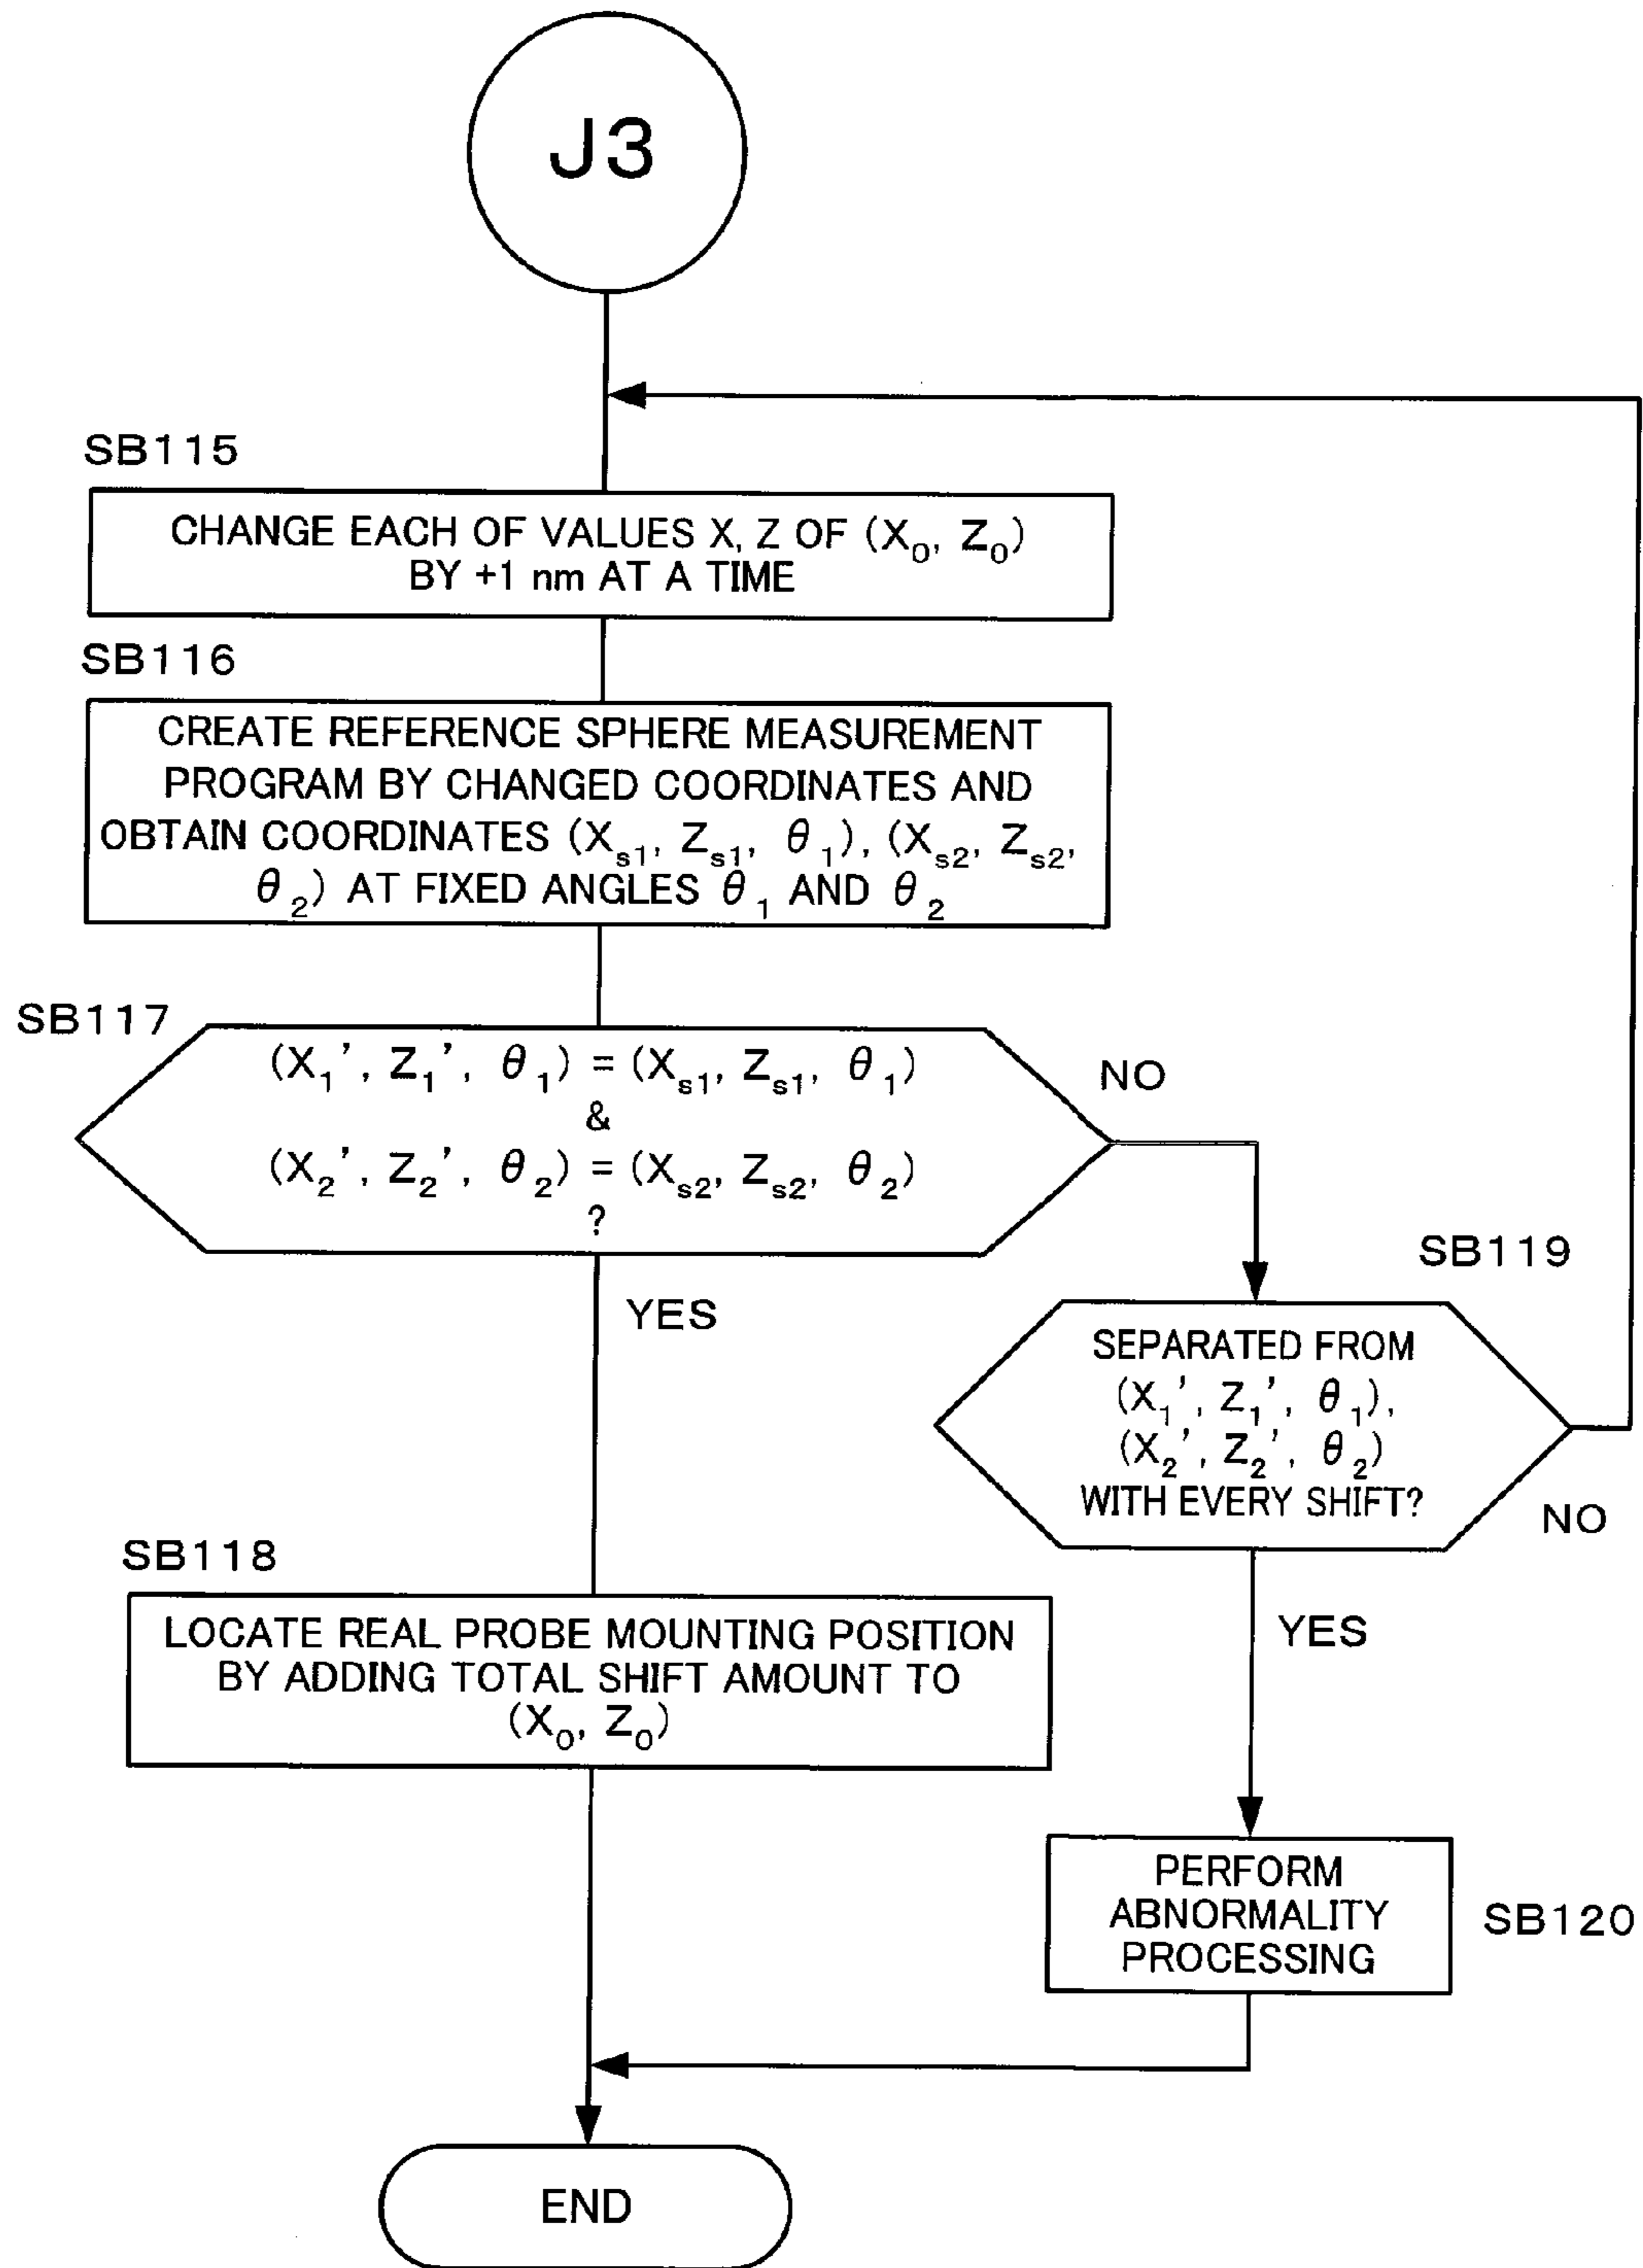 J3
SB115
CHANGE EACH OF VALUES X, Z OF (X₀, Z₀)
BY +1 nm AT A TIME
SB116
CREATE REFERENCE SPHERE MEASUREMENT
PROGRAM BY CHANGED COORDINATES AND
OBTAIN COORDINATES (Xₛ₁, Zₛ₁, θ₁), (Xₛ₂, Zₛ₂,
θ₂) AT FIXED ANGLES θ₁ AND θ₂
SB117
(X₁', Z₁', θ₁) = (Xₛ₁, Zₛ₁, θ₁)
&
(X₂', Z₂', θ₂) = (Xₛ₂, Zₛ₂, θ₂)
?
NO
YES
SB119
SEPARATED FROM
(X₁', Z₁', θ₁),
(X₂', Z₂', θ₂)
WITH EVERY SHIFT?
NO
YES
SB118
LOCATE REAL PROBE MOUNTING POSITION
BY ADDING TOTAL SHIFT AMOUNT TO
(X₀, Z₀)
PERFORM
ABNORMALITY
PROCESSING
SB120
END